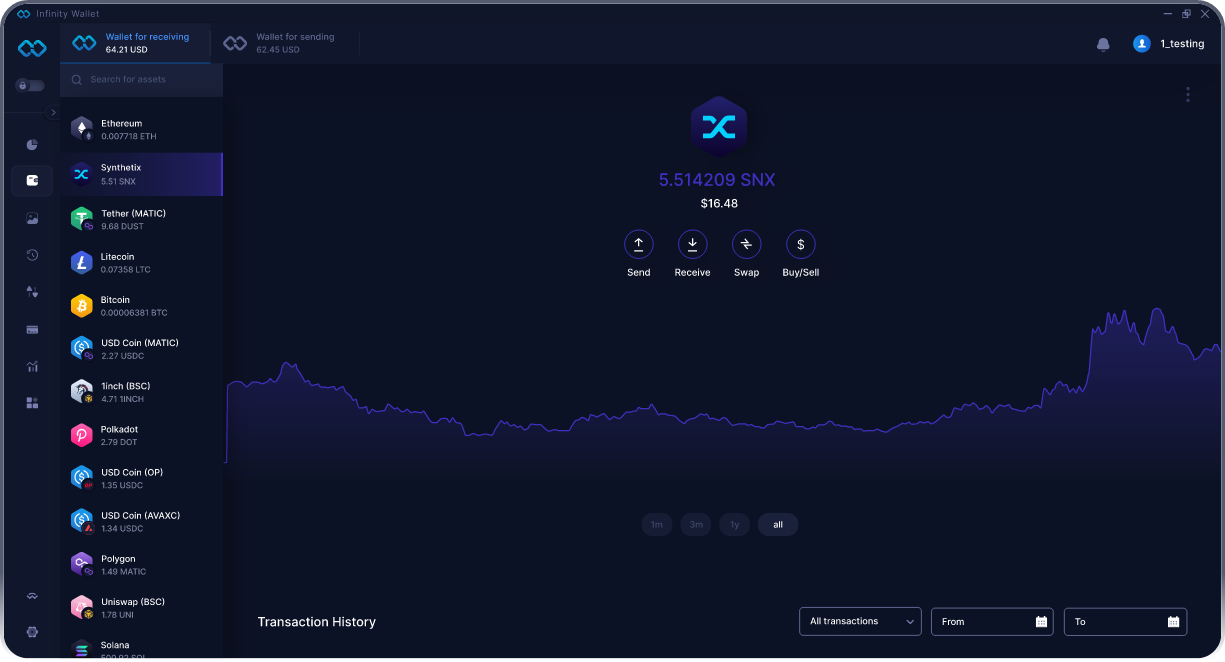 Infinity Wallet
Wallet for receiving
64.21 USD
Wallet for sending
62.45 USD
1_testing
Search for assets
Ethereum
0.007718 ETH
Synthetix
5.51 SNX
Tether (MATIC)
9.68 DUST
Litecoin
0.07358 LTC
Bitcoin
0.00006381 BTC
USD Coin (MATIC)
2.27 USDC
1inch (BSC)
4.71 1INCH
Polkadot
2.79 DOT
USD Coin (OP)
1.35 USDC
USD Coin (AVAXC)
1.34 USDC
Polygon
1.49 MATIC
Uniswap (BSC)
1.78 UNI
Solana
5.514209 SNX
$16.48
Send
Receive
Swap
$
Buy/Sell
1m
3m
1y
all
Transaction History
All transactions
From
To